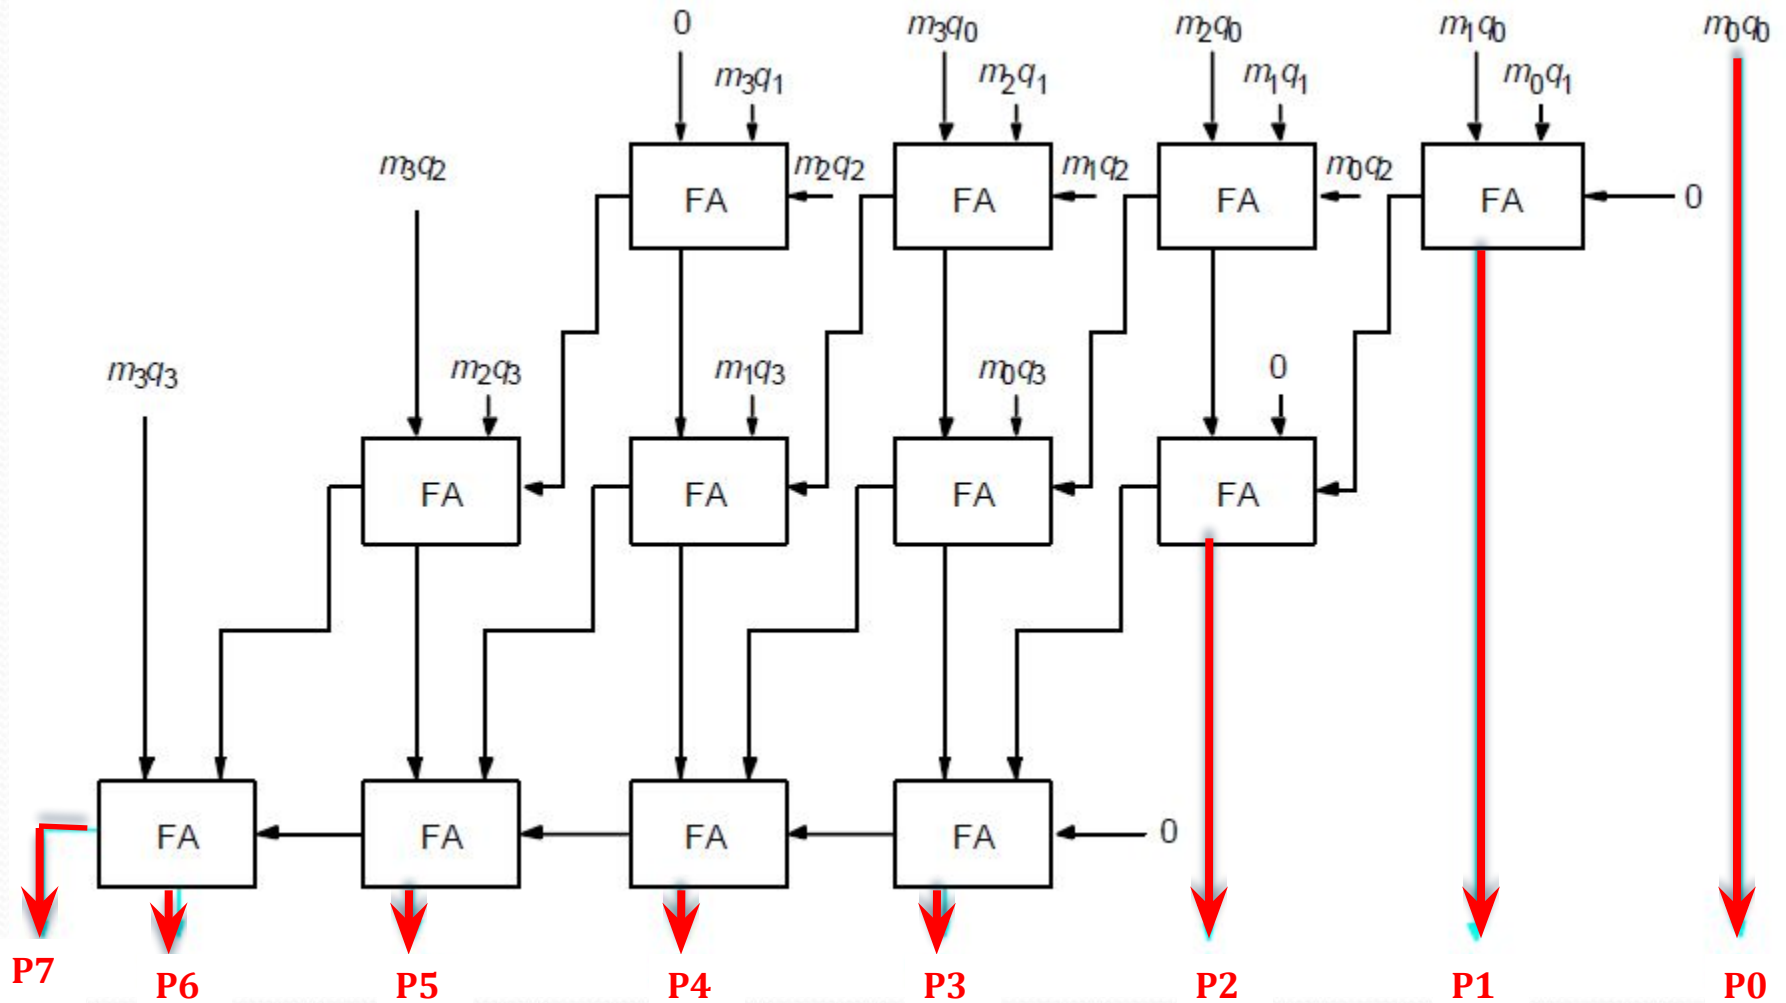 0 m₃q₀ m₂q₀ m₁q₀ m₀q₀
m₃q₁ m₂q₁ m₁q₁ m₀q₁
m₃q₂ m₂q₂ m₁q₂ m₀q₂
FA FA FA FA 0
m₃q₃ m₂q₃ m₁q₃ m₀q₃ 0
FA FA FA FA
FA FA FA FA 0
P7 P6 P5 P4 P3 P2 P1 P0